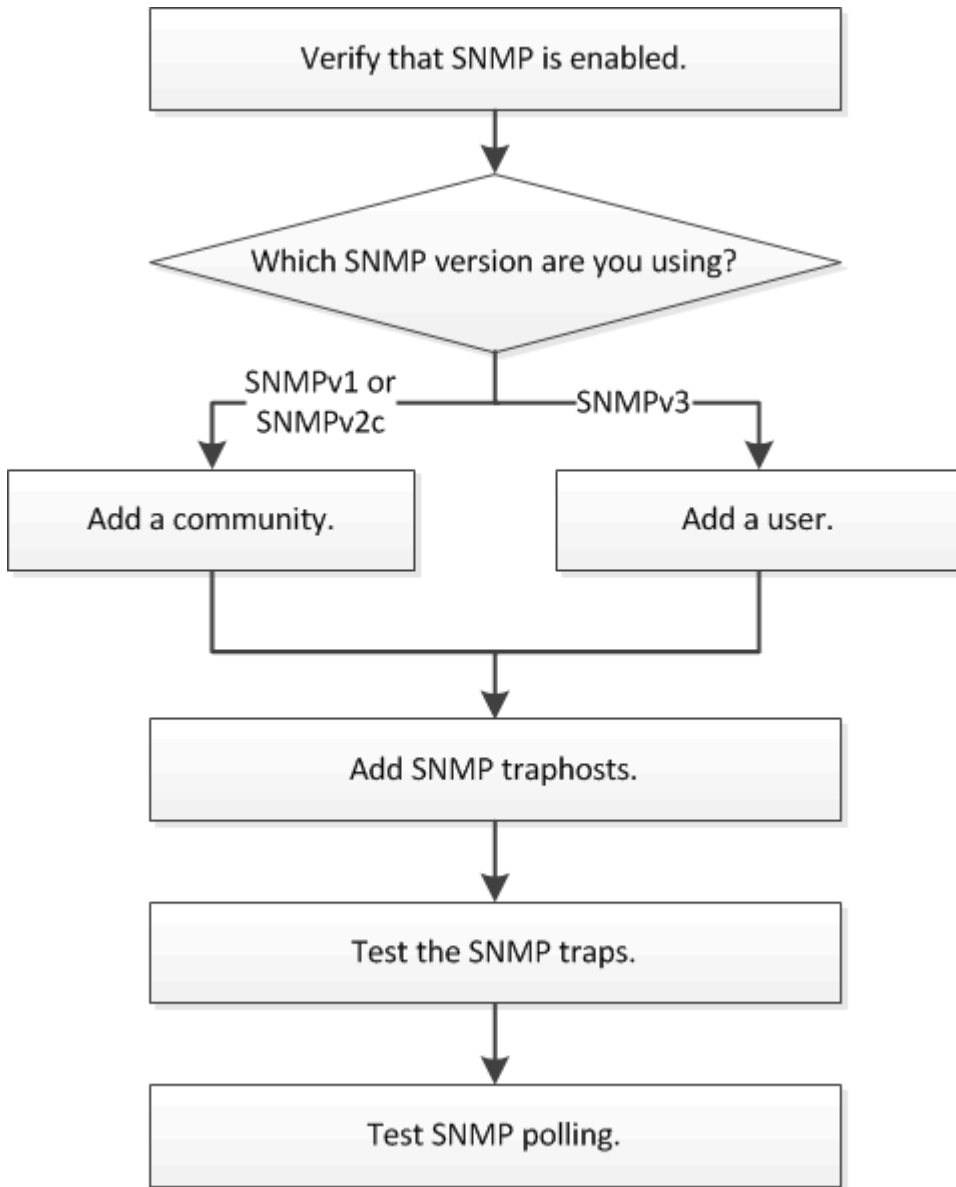 Verify that SNMP is enabled.
Which SNMP version are you using?
SNMPv1 or
SNMPv2c
SNMPv3
Add a community.
Add a user.
Add SNMP traphosts.
Test the SNMP traps.
Test SNMP polling.